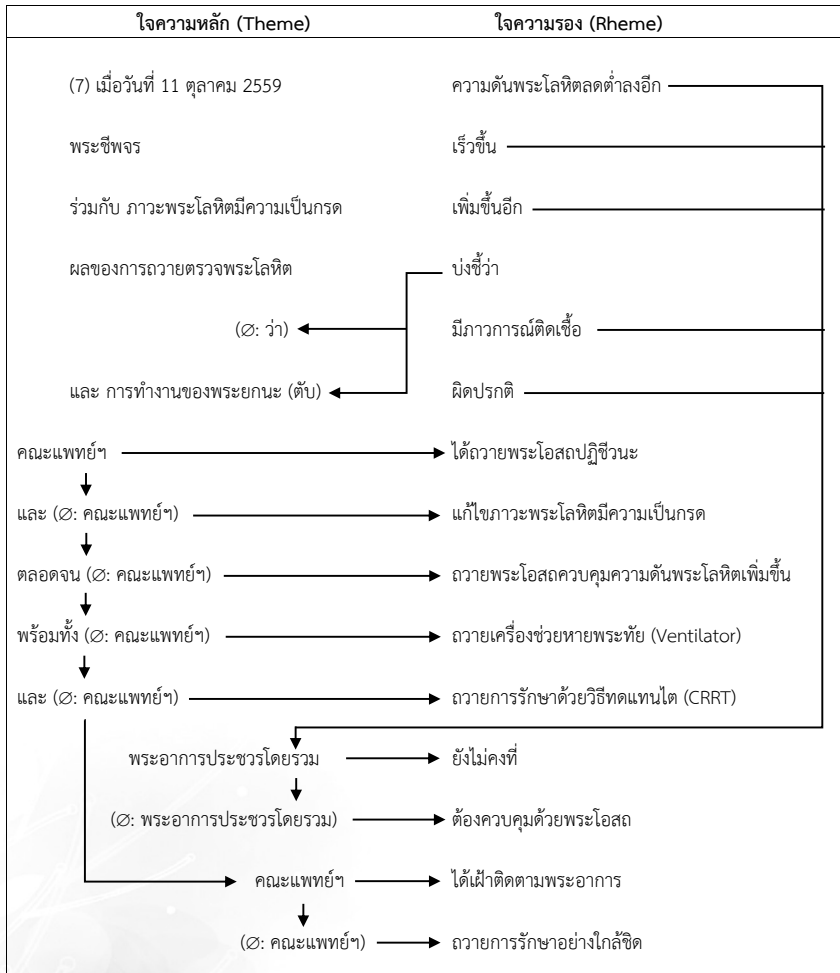 ใจความหลัก (Theme) ใจความรอง (Rheme)
(7) เมื่อวันที่ 11 ตุลาคม 2559 ความดันพระโลหิตลดต่ำลงอีก
พระชีพจร เร็วขึ้น
ร่วมกับ ภาวะพระโลหิตมีความเป็นกรด เพิ่มขึ้นอีก
ผลของการถวายตรวจพระโลหิต บ่งชี้ว่า
(∅: ว่า) มีภาวการณ์ติดเชื้อ
และ การทำงานของพระยกนะ (ตับ) ผิดปรกติ
คณะแพทย์ฯ ได้ถวายพระโอสถปฏิชีวนะ
และ (∅: คณะแพทย์ฯ) แก้ไขภาวะพระโลหิตมีความเป็นกรด
ตลอดจน (∅: คณะแพทย์ฯ) ถวายพระโอสถควบคุมความดันพระโลหิตเพิ่มขึ้น
พร้อมทั้ง (∅: คณะแพทย์ฯ) ถวายเครื่องช่วยหายพระทัย (Ventilator)
และ (∅: คณะแพทย์ฯ) ถวายการรักษาด้วยวิธีทดแทนไต (CRRT)
พระอาการประชวรโดยรวม ยังไม่คงที่
(∅: พระอาการประชวรโดยรวม) ต้องควบคุมด้วยพระโอสถ
คณะแพทย์ฯ ได้เฝ้าติดตามพระอาการ
(∅: คณะแพทย์ฯ) ถวายการรักษาอย่างใกล้ชิด